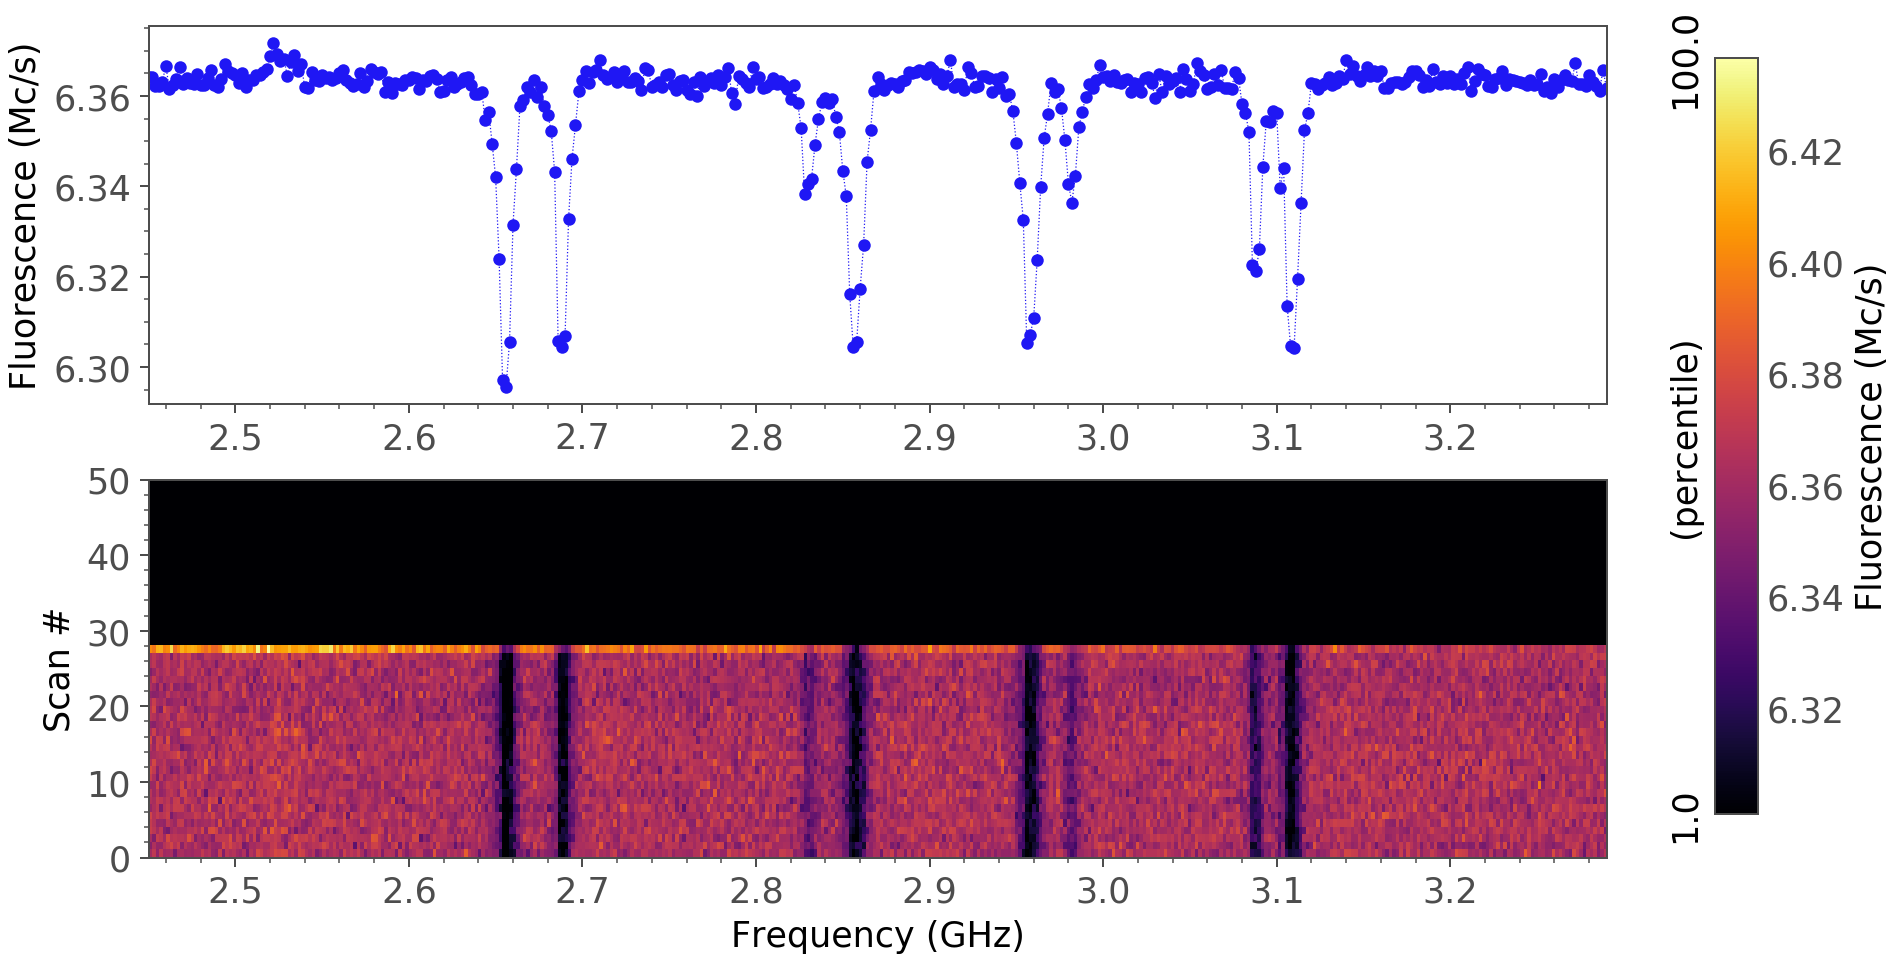 Fluorescence (Mc/s)
6.36
6.34
6.32
6.30
2.5 2.6 2.7 2.8 2.9 3.0 3.1 3.2
Scan #
50
40
30
20
10
0
2.5 2.6 2.7 2.8 2.9 3.0 3.1 3.2
Frequency (GHz)
100.0
(percentile)
1.0
6.42
6.40
6.38
6.36
6.34
6.32
Fluorescence (Mc/s)